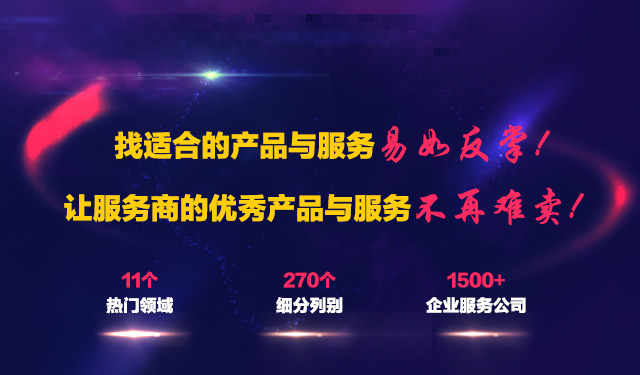 找适合的产品与服务易如反掌!
让服务商的优秀产品与服务不再难卖!
11个 270个 1500+
热门领域 细分列别 企业服务公司